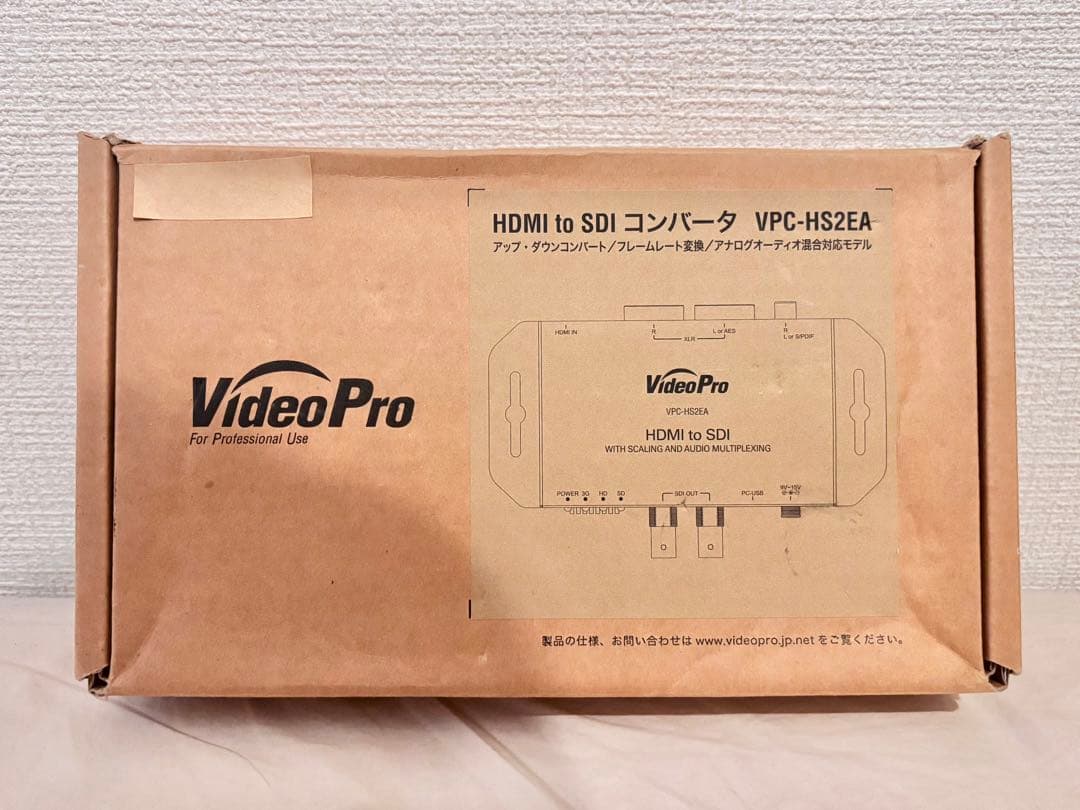 HDMI to SDI コンバータ VPC-HS2EA
アップ・ダウンコンバート／フレームレート変換／アナログオーディオ混合対応モデル
HDMI IN
R
L or AES
XLR
R
L or S/PDIF
VideoPro
VPC-HS2EA
HDMI to SDI
WITH SCALING AND AUDIO MULTIPLEXING
POWER 3G HD SD
SDI OUT
PC-USB
9V~15V
VideoPro
For Professional Use
製品の仕様、お問い合わせは www.videopro.jp.net をご覧ください。